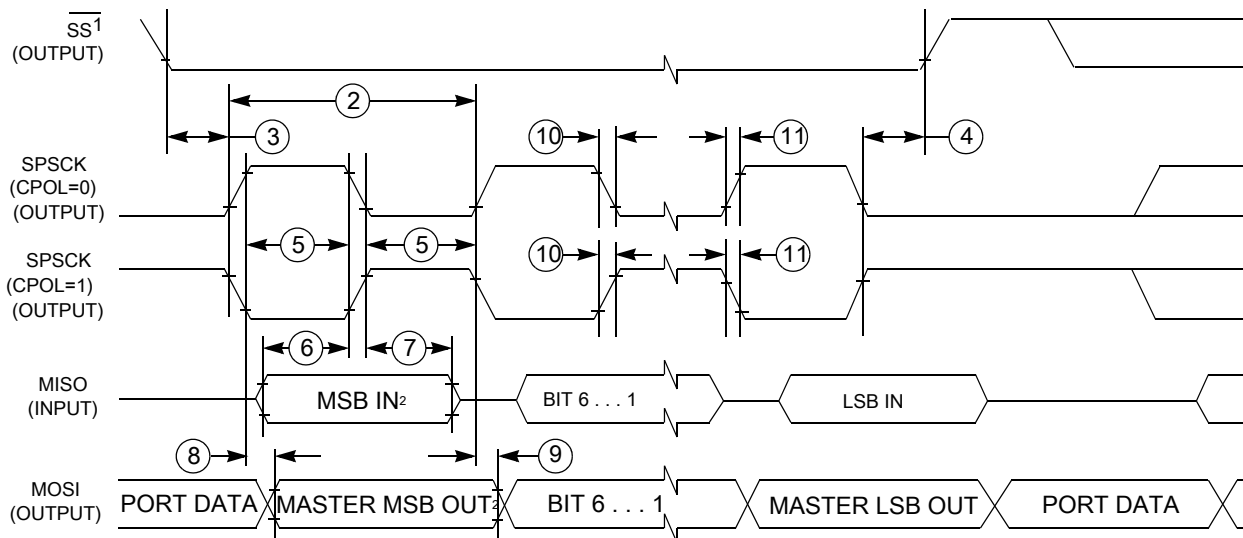 SS1
(OUTPUT)
2
3
10
11
4
SPSCK
(CPOL=0)
(OUTPUT)
5
5
SPSCK
(CPOL=1)
(OUTPUT)
10
11
6
7
MISO
(INPUT)
MSB IN2
BIT 6 . . . 1
LSB IN
8
9
MOSI
(OUTPUT)
PORT DATA
MASTER MSB OUT2
BIT 6 . . . 1
MASTER LSB OUT
PORT DATA